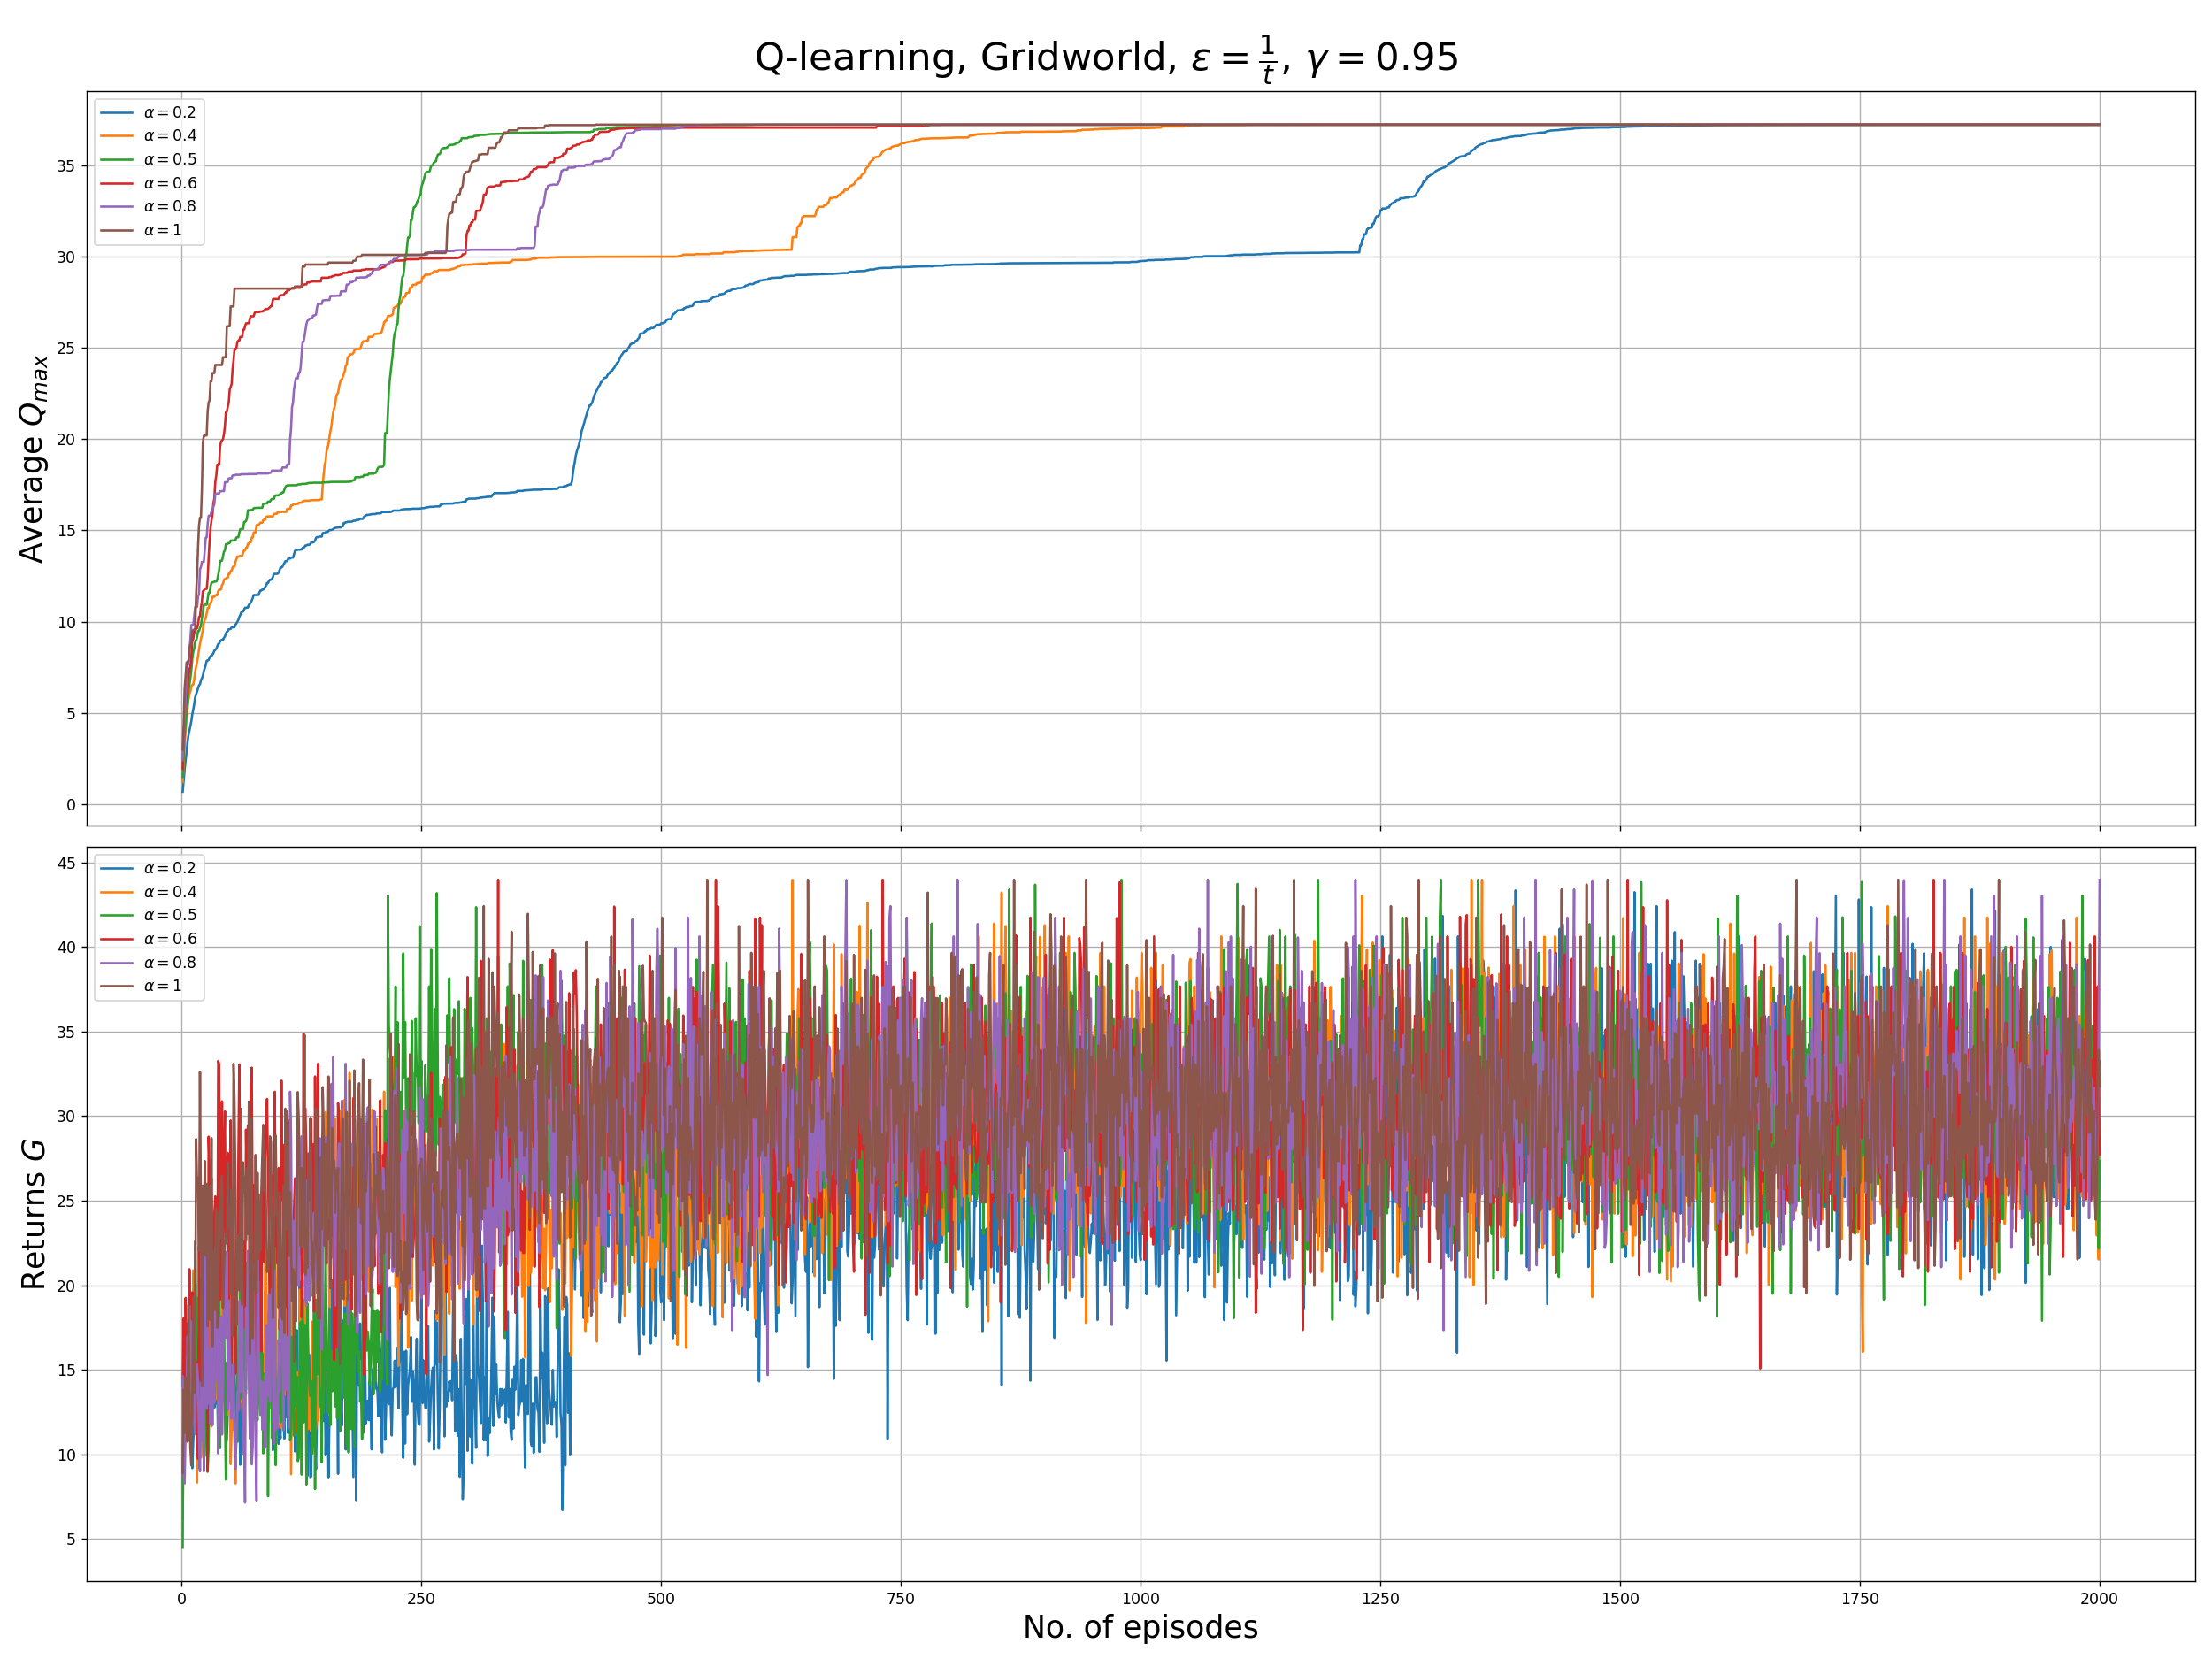 Q-learning, Gridworld, ε = 1/t, γ = 0.95
α = 0.2
α = 0.4
α = 0.5
α = 0.6
α = 0.8
α = 1
35
30
25
20
15
10
5
0
Average Qmax
α = 0.2
α = 0.4
α = 0.5
α = 0.6
α = 0.8
α = 1
45
40
35
30
25
20
15
10
5
Returns G
0 250 500 750 1000 1250 1500 1750 2000
No. of episodes